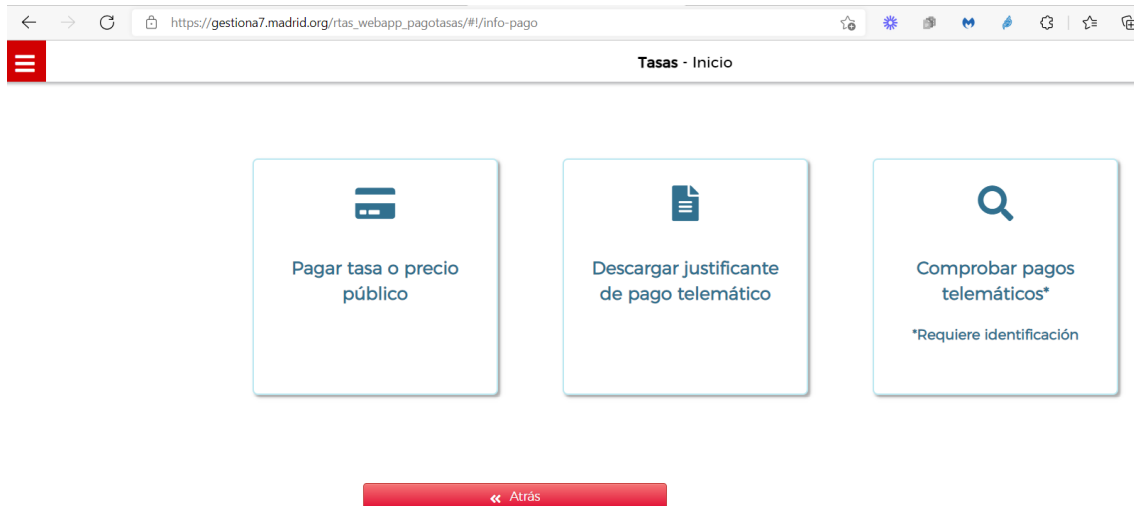 https://gestiona7.madrid.org/rtas_webapp_pagotasas/#!/info-pago
Tasas - Inicio
Pagar tasa o precio
público
Descargar justificante
de pago telemático
Comprobar pagos
telemáticos*
*Requiere identificación
Atrás